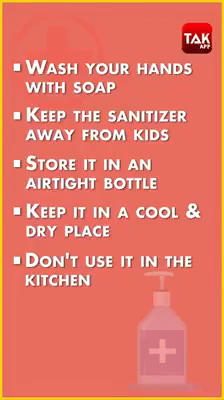 TAK
APP
▪ WASH YOUR HANDS
WITH SOAP
▪ KEEP THE SANITIZER
AWAY FROM KIDS
▪ STORE IT IN AN
AIRTIGHT BOTTLE
▪ KEEP IT IN A COOL &
DRY PLACE
▪ DON'T USE IT IN THE
KITCHEN